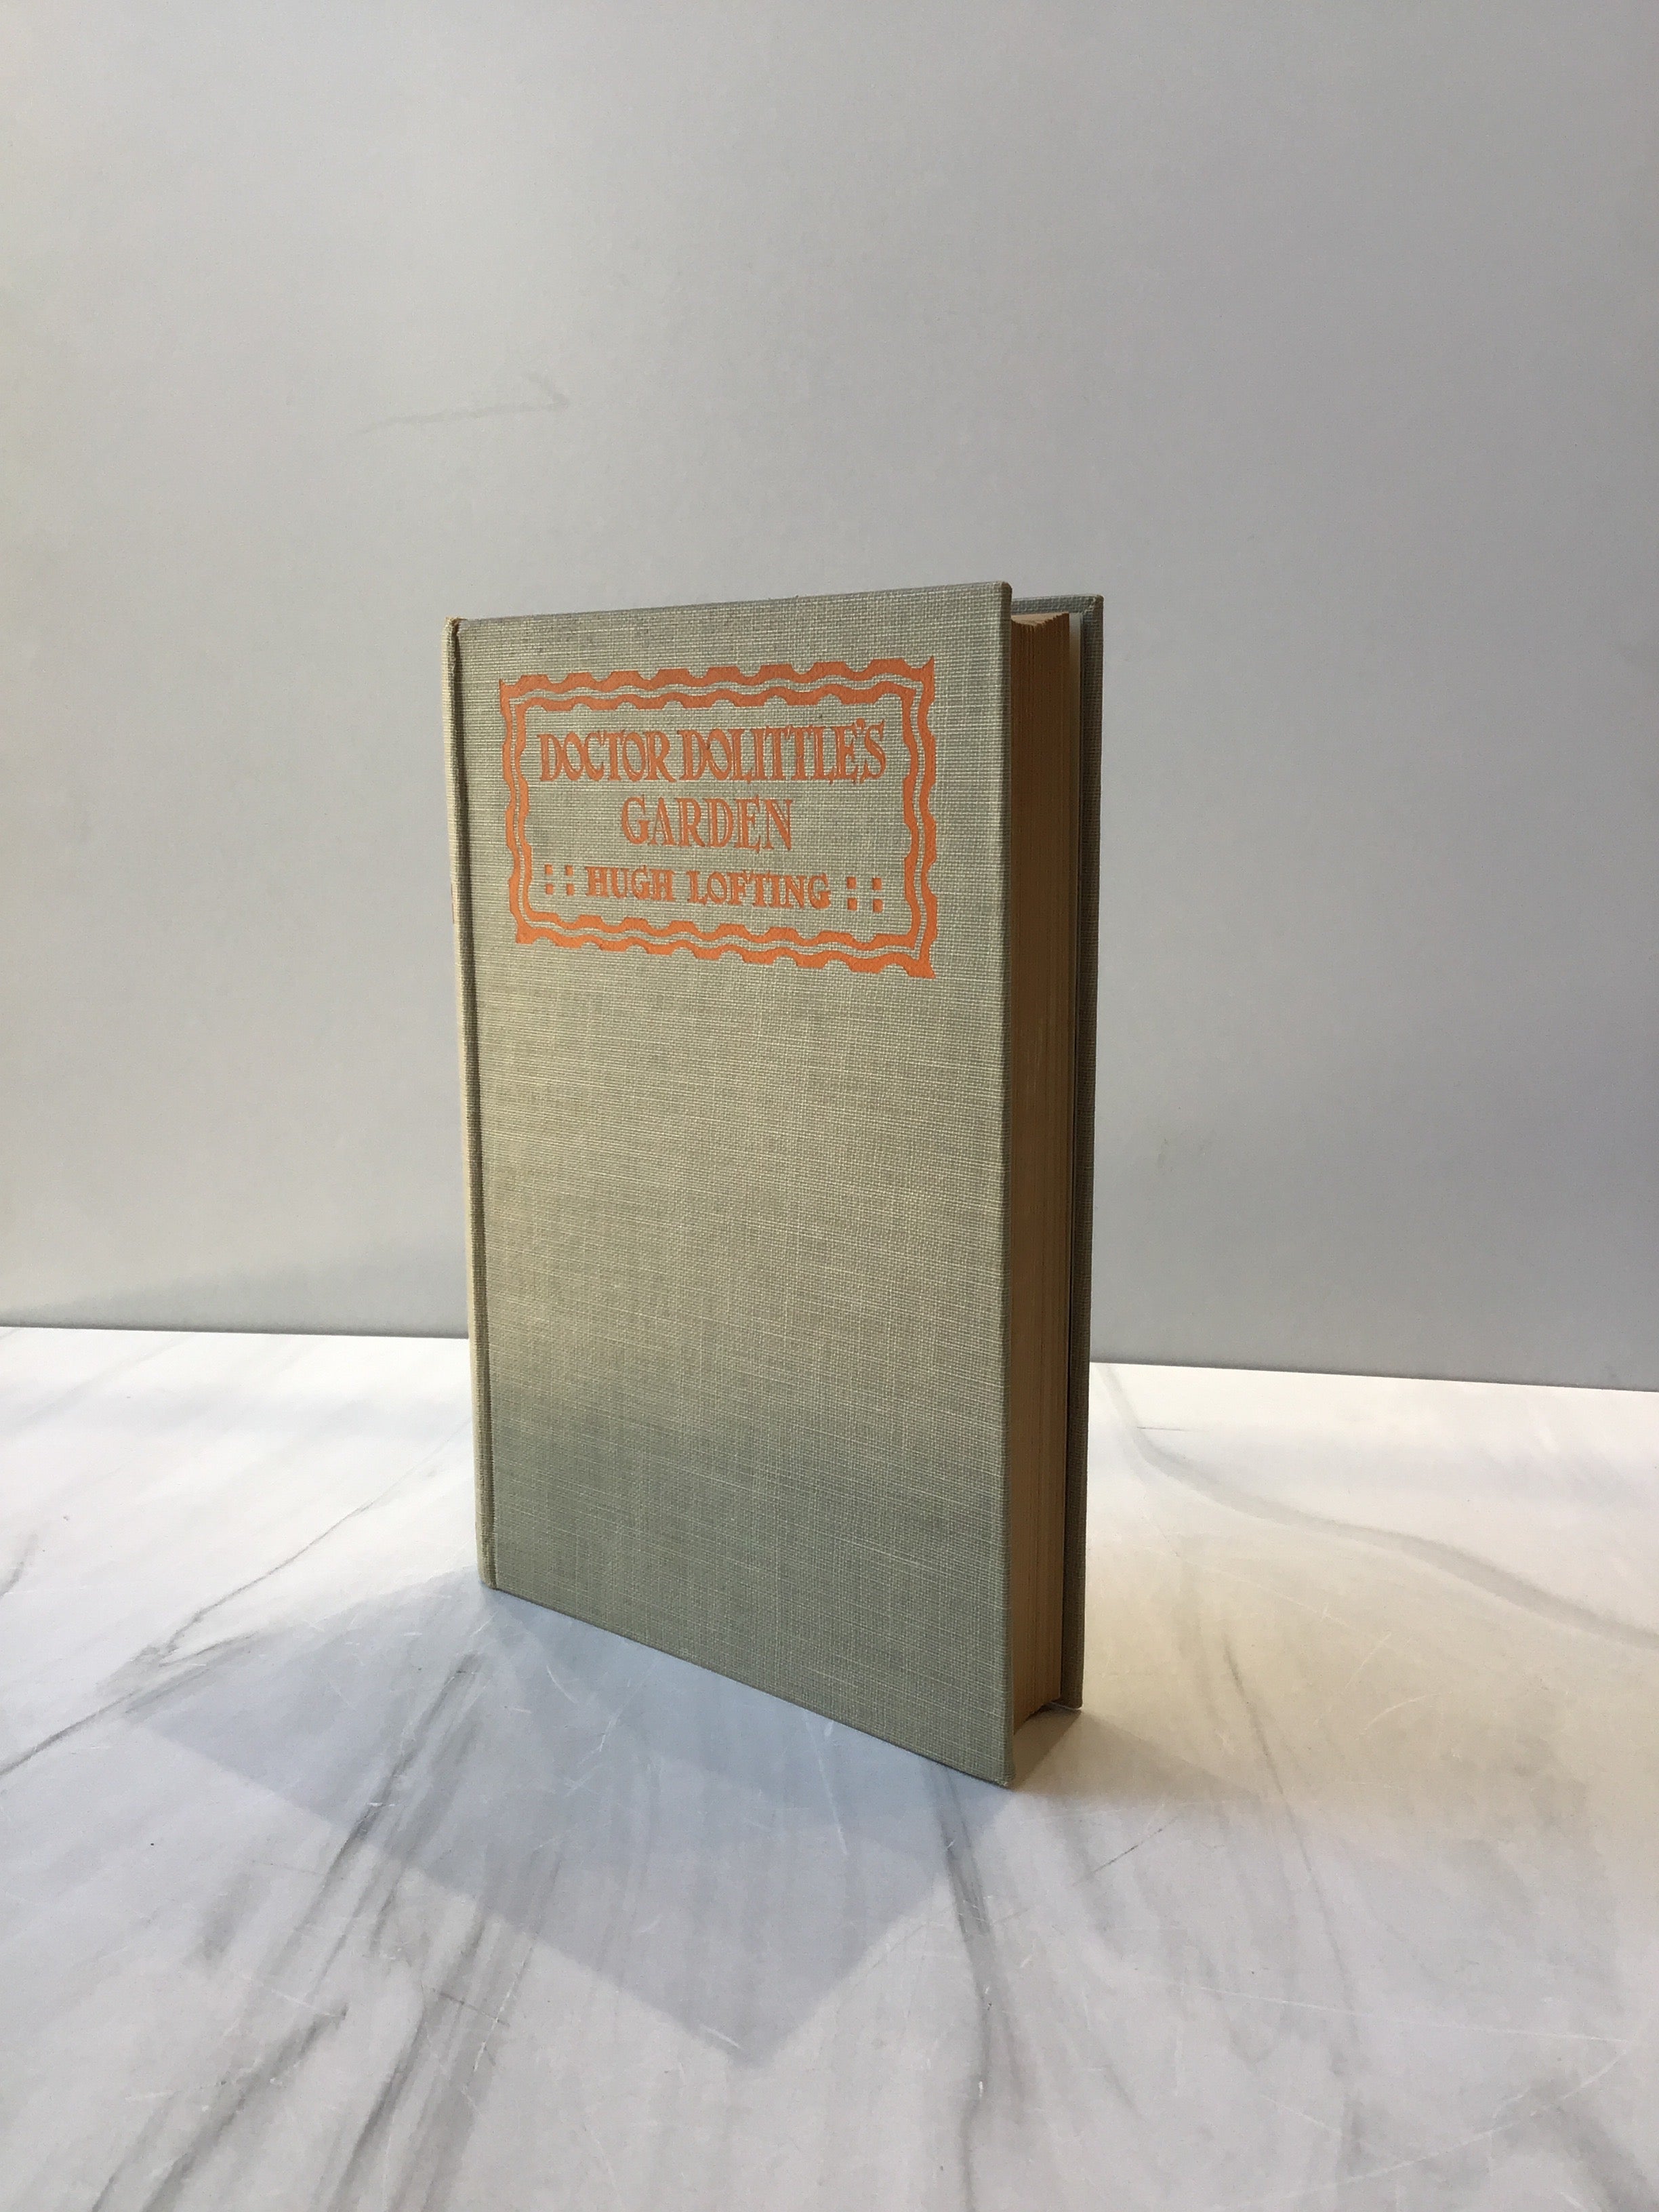 DOCTOR DOLITTLE'S
GARDEN
:: HUGH LOFTING ::